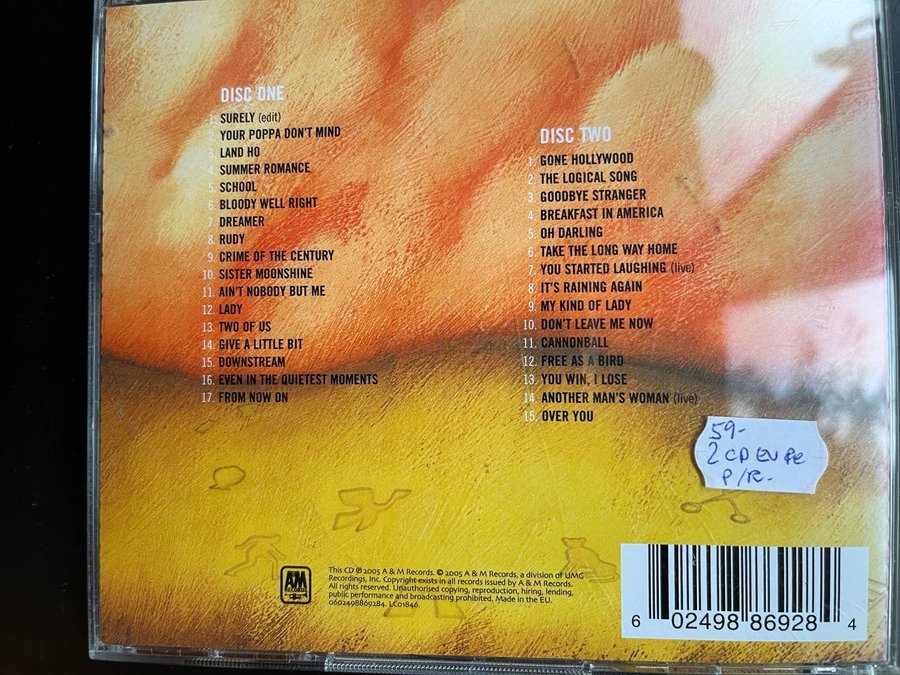 DISC ONE
1. SURELY (edit)
2. YOUR POPPA DON'T MIND
3. LAND HO
4. SUMMER ROMANCE
5. SCHOOL
6. BLOODY WELL RIGHT
7. DREAMER
8. RUDY
9. CRIME OF THE CENTURY
10. SISTER MOONSHINE
11. AIN'T NOBODY BUT ME
12. LADY
13. TWO OF US
14. GIVE A LITTLE BIT
15. DOWNSTREAM
16. EVEN IN THE QUIETEST MOMENTS
17. FROM NOW ON
DISC TWO
1. GONE HOLLYWOOD
2. THE LOGICAL SONG
3. GOODBYE STRANGER
4. BREAKFAST IN AMERICA
5. OH DARLING
6. TAKE THE LONG WAY HOME
7. YOU STARTED LAUGHING (live)
8. IT'S RAINING AGAIN
9. MY KIND OF LADY
10. DON'T LEAVE ME NOW
11. CANNONBALL
12. FREE AS A BIRD
13. YOU WIN, I LOSE
14. ANOTHER MAN'S WOMAN (live)
15. OVER YOU
59-
2 CD
P/R-
A&M
RECORDS
This CD ℗ 2005 A & M Records. © 2005 A & M Records, a division of UMG
Recordings, Inc. Copyright exists in all records issued by A & M Records.
All rights reserved. Unauthorised copying, reproduction, hiring, lending,
public performance and broadcasting prohibited. Made in the EU.
0602498869284. LC01846.
6 02498 86928 4